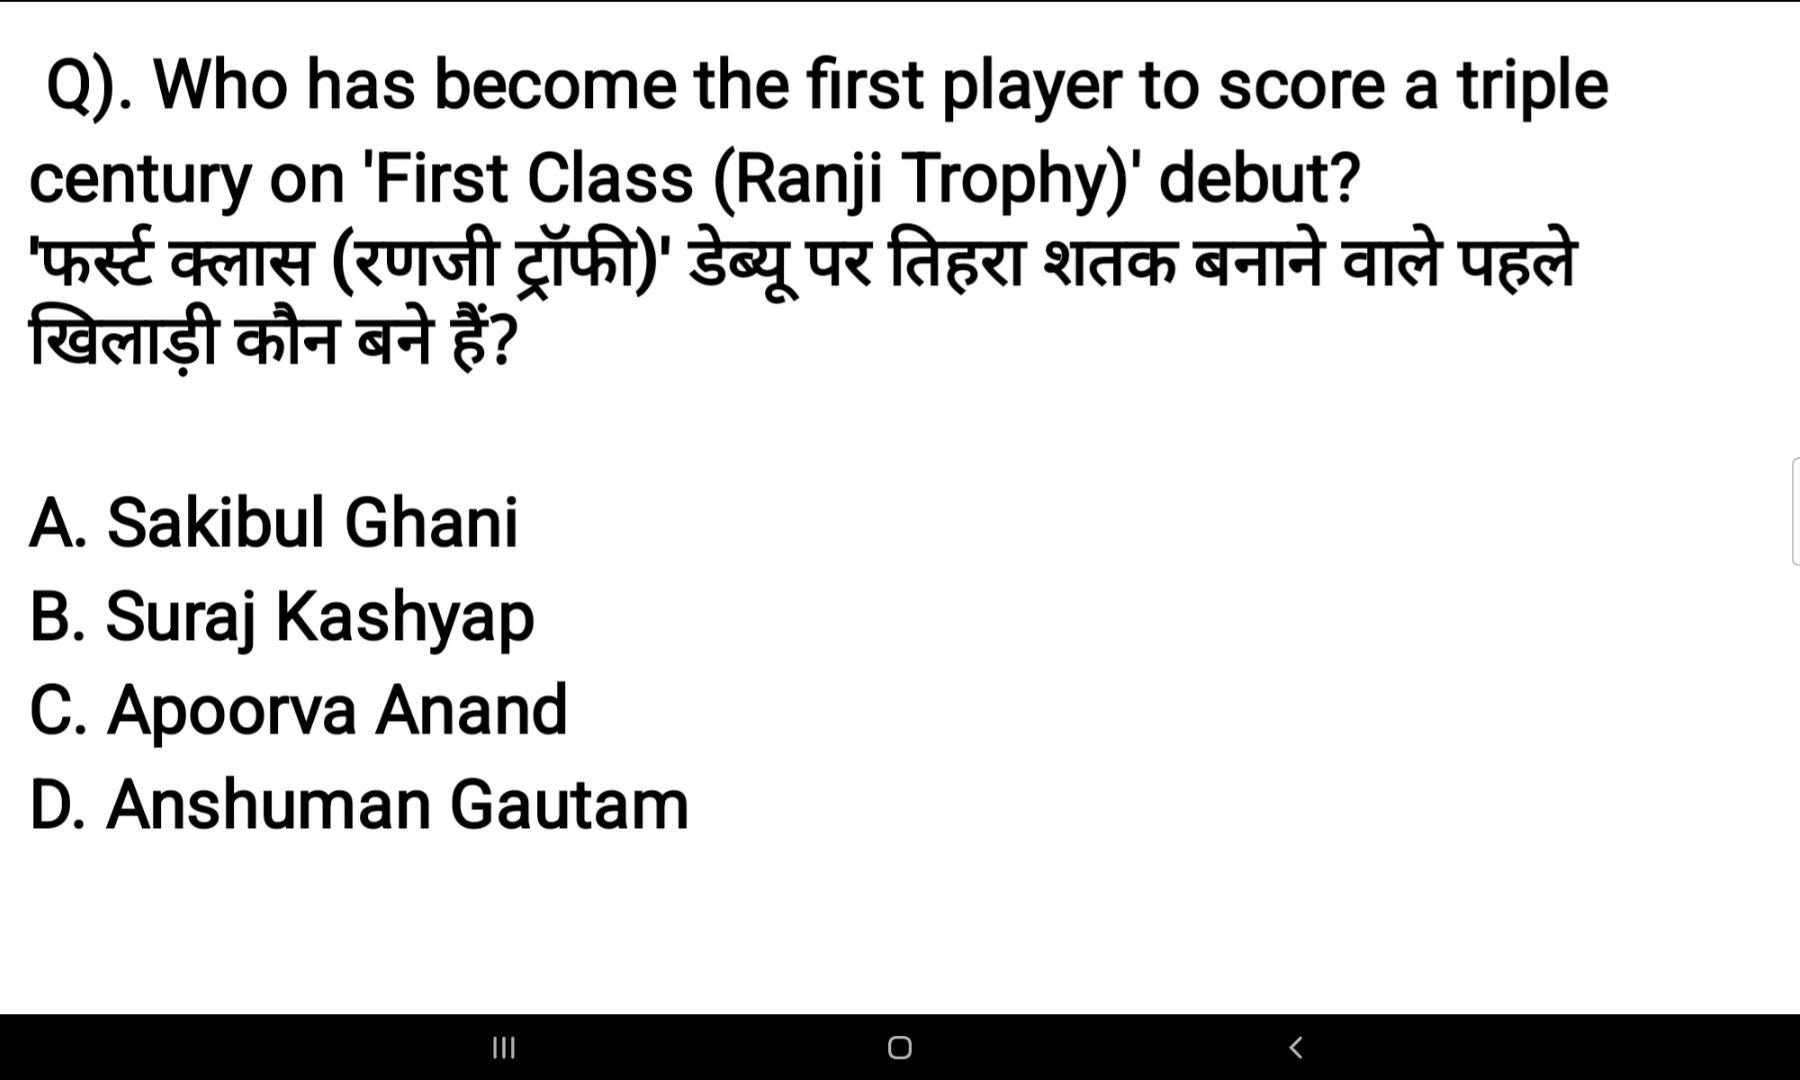 Q). Who has become the first player to score a triple
century on 'First Class (Ranji Trophy)' debut?
'फर्स्ट क्लास (रणजी ट्रॉफी)' डेब्यू पर तिहरा शतक बनाने वाले पहले
खिलाड़ी कौन बने हैं?
A. Sakibul Ghani
B. Suraj Kashyap
C. Apoorva Anand
D. Anshuman Gautam